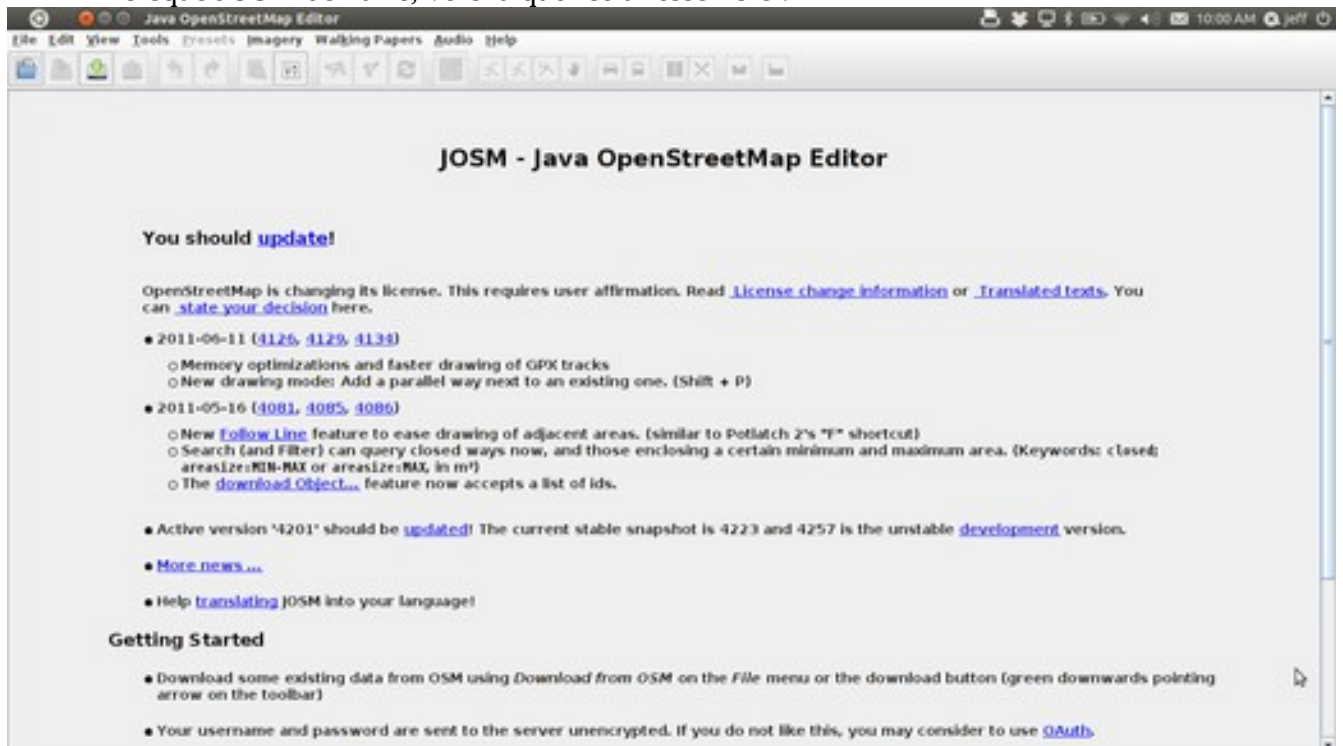 Java OpenStreetMap Editor
10:00 AM jeff
File Edit View Tools Presets Imagery Walking Papers Audio Help
JOSM - Java OpenStreetMap Editor
You should update!
OpenStreetMap is changing its license. This requires user affirmation. Read License change information or Translated texts. You
can state your decision here.
• 2011-06-11 (4126, 4129, 4134)
○ Memory optimizations and faster drawing of GPX tracks
○ New drawing mode: Add a parallel way next to an existing one. (Shift + P)
• 2011-05-16 (4081, 4085, 4086)
○ New Follow Line feature to ease drawing of adjacent areas. (similar to Potlatch 2's "F" shortcut)
○ Search (and Filter) can query closed ways now, and those enclosing a certain minimum and maximum area. (Keywords: closed;
areasize:MIN-MAX or areasize:MAX, in m²)
○ The download Object... feature now accepts a list of ids.
• Active version '4201' should be updated! The current stable snapshot is 4223 and 4257 is the unstable development version.
• More news ...
• Help translating JOSM into your language!
Getting Started
• Download some existing data from OSM using Download from OSM on the File menu or the download button (green downwards pointing
arrow on the toolbar)
• Your username and password are sent to the server unencrypted. If you do not like this, you may consider to use OAuth.